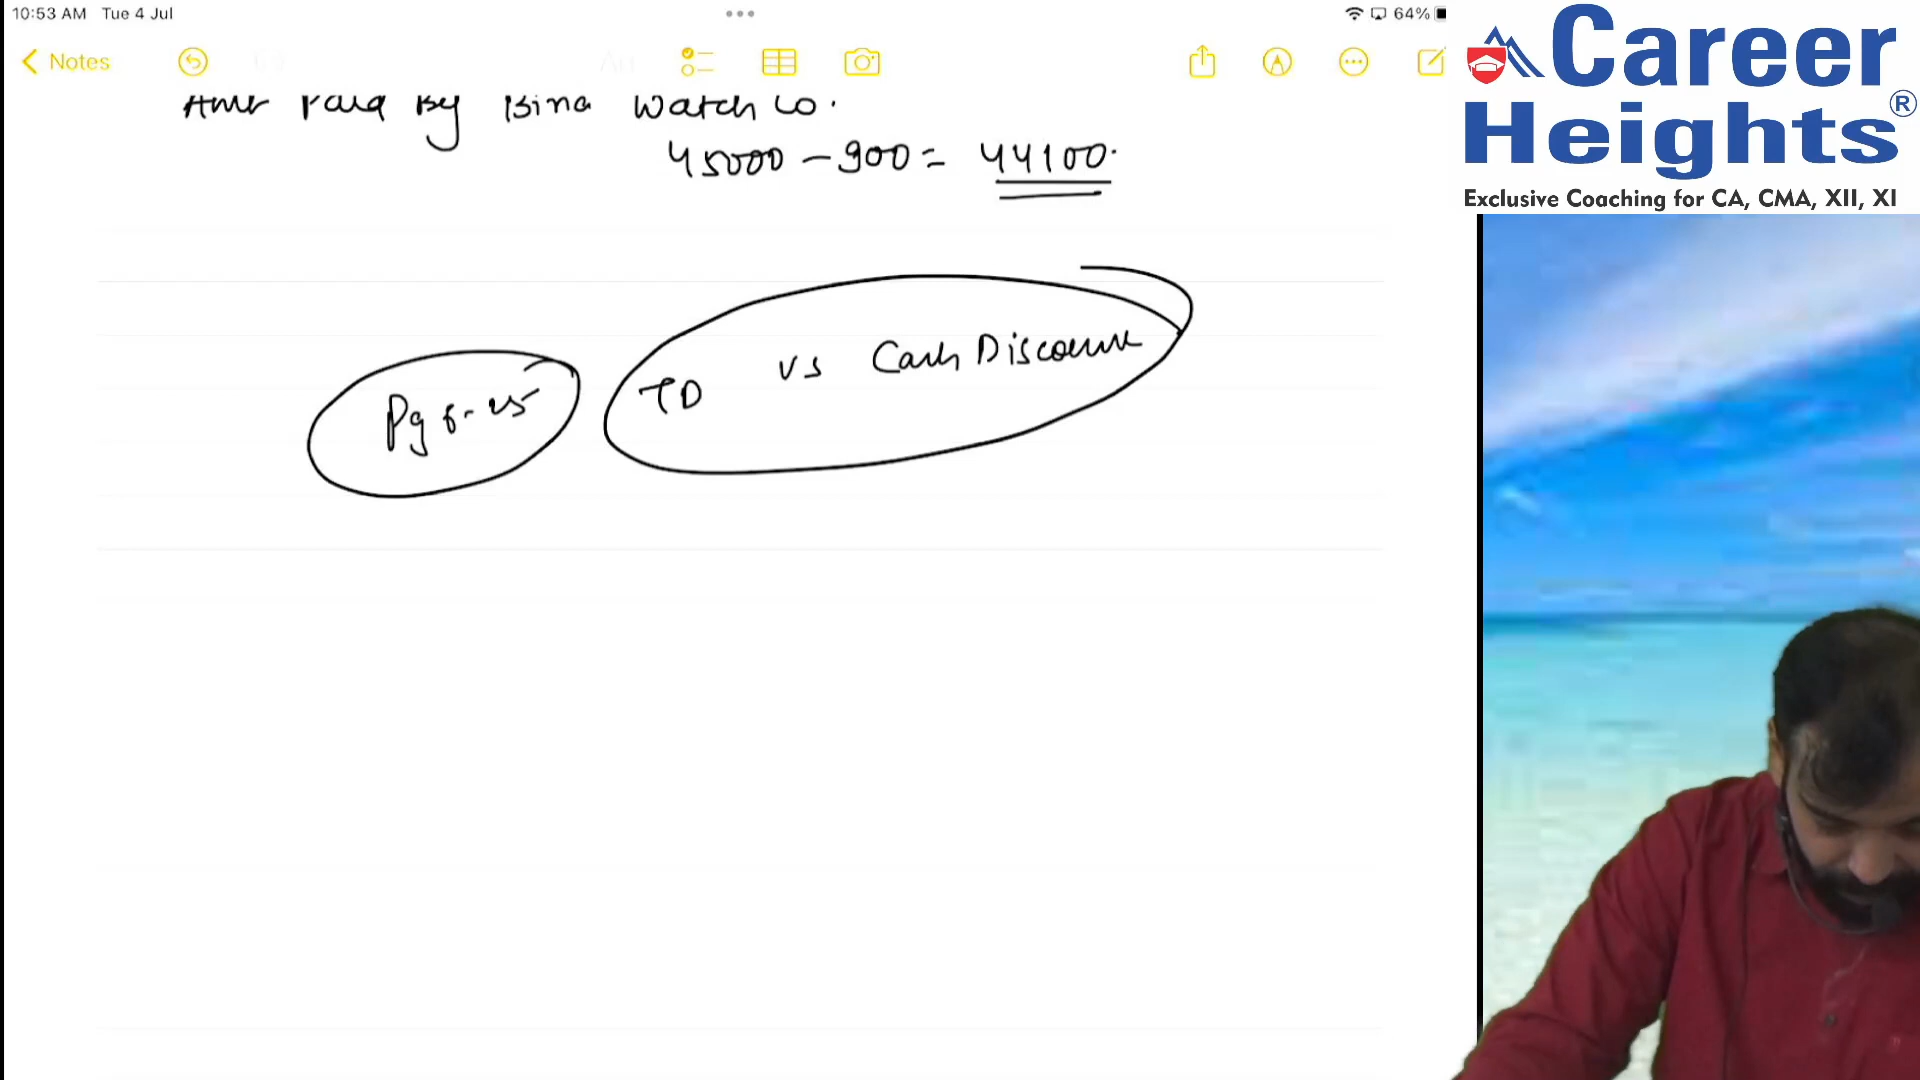 10:53 AM Tue 4 Jul
64%
Notes
Career
Heights®
Exclusive Coaching for CA, CMA, XII, XI
Amt Paid By Bina Watch Co.
45000 - 900 = 44100.
TD vs Cash Discount
Pg 6.25